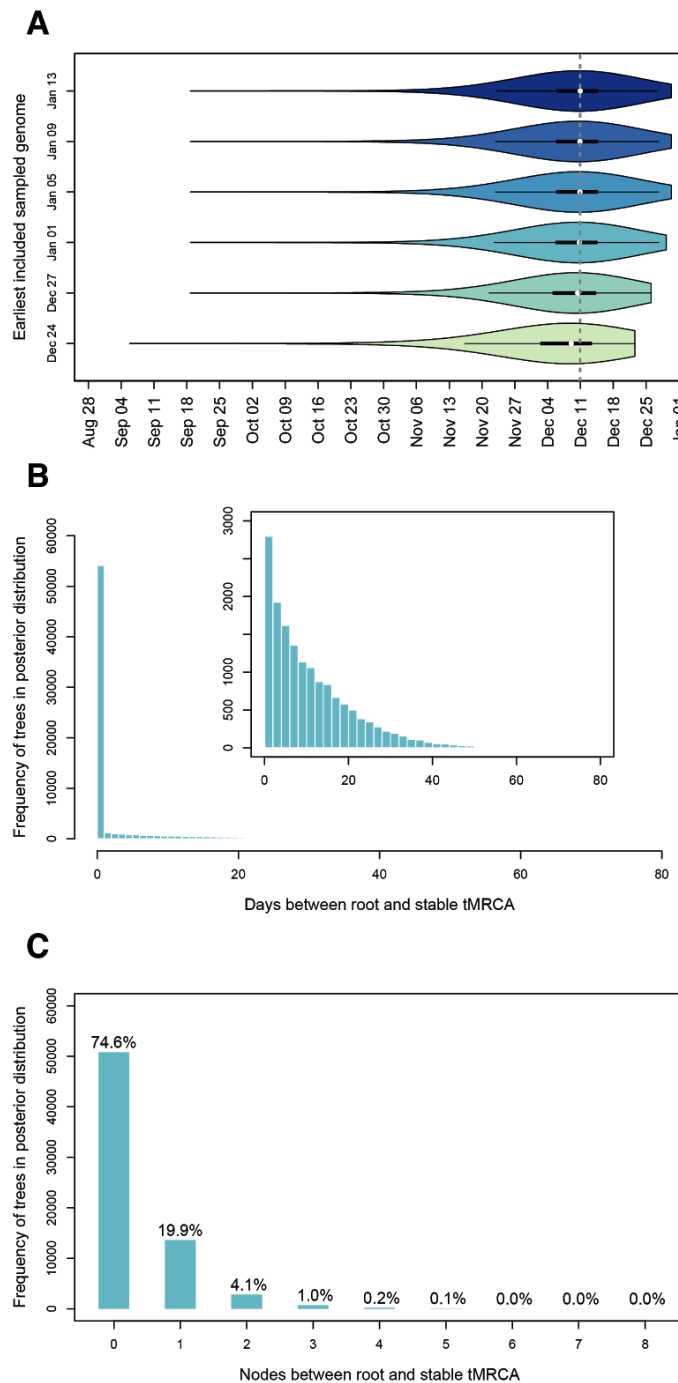 A
Earliest included sampled genome
Jan 13
Jan 09
Jan 05
Jan 01
Dec 27
Dec 24
Aug 28
Sep 04
Sep 11
Sep 18
Sep 25
Oct 02
Oct 09
Oct 16
Oct 23
Oct 30
Nov 06
Nov 13
Nov 20
Nov 27
Dec 04
Dec 11
Dec 18
Dec 25
Jan 01
B
Frequency of trees in posterior distribution
60000
50000
40000
30000
20000
10000
0
3000
2000
1000
500
0
0 20 40 60 80
0 20 40 60 80
Days between root and stable tMRCA
C
Frequency of trees in posterior distribution
60000
50000
40000
30000
20000
10000
0
74.6%
19.9%
4.1%
1.0%
0.2%
0.1%
0.0%
0.0%
0.0%
0 1 2 3 4 5 6 7 8
Nodes between root and stable tMRCA